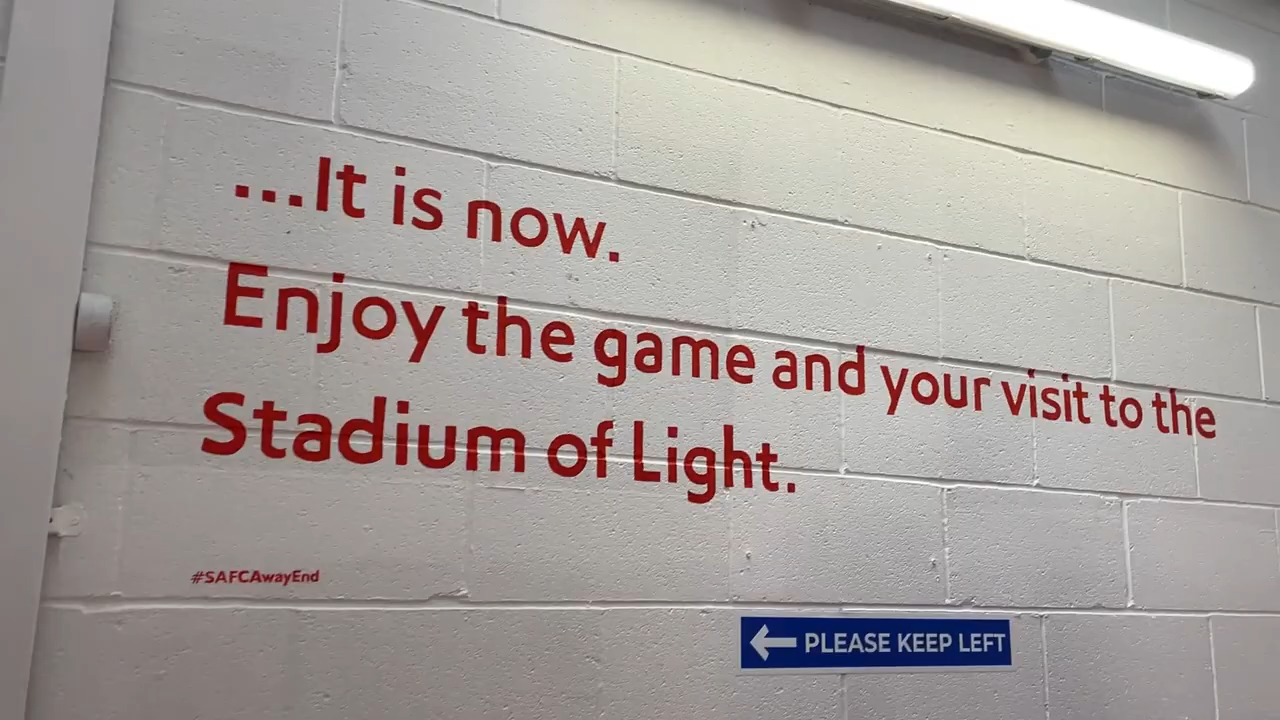 ...It is now.
Enjoy the game and your visit to the
Stadium of Light.
#SAFCAwayEnd
PLEASE KEEP LEFT